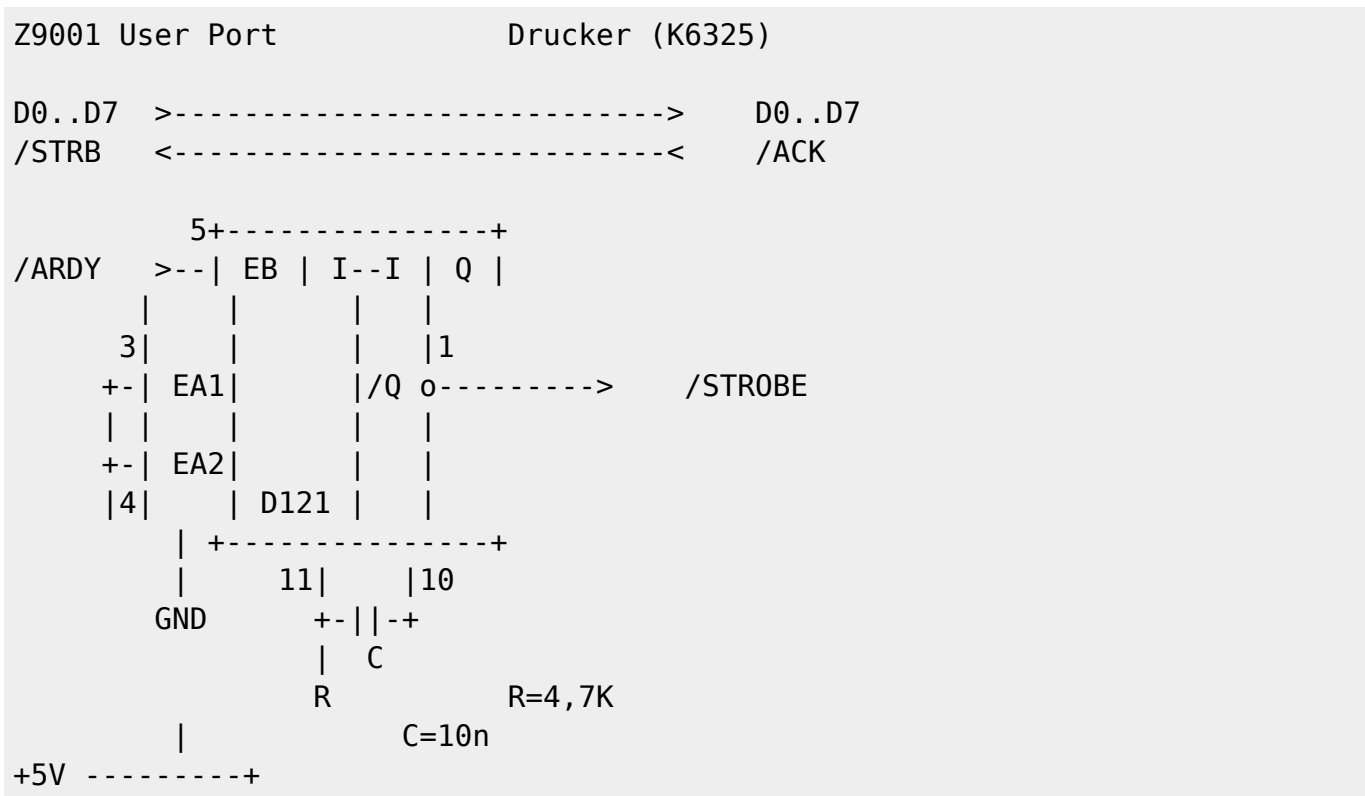 Z9001 User Port             Drucker (K6325)

D0..D7  >---------------------------->    D0..D7
/STRB   <----------------------------<    /ACK

          5+---------------+
/ARDY   >--| EB | I--I | Q |
       |    |      |   |
      3|    |      |   |1
     +-| EA1|      |/Q o--------->    /STROBE
     | |    |      |   |
     +-| EA2|      |   |
     |4|    | D121 |   |
         | +---------------+
         |     11|    |10
        GND      +-||-+
                 |  C
                 R          R=4,7K
         |            C=10n
+5V ---------+